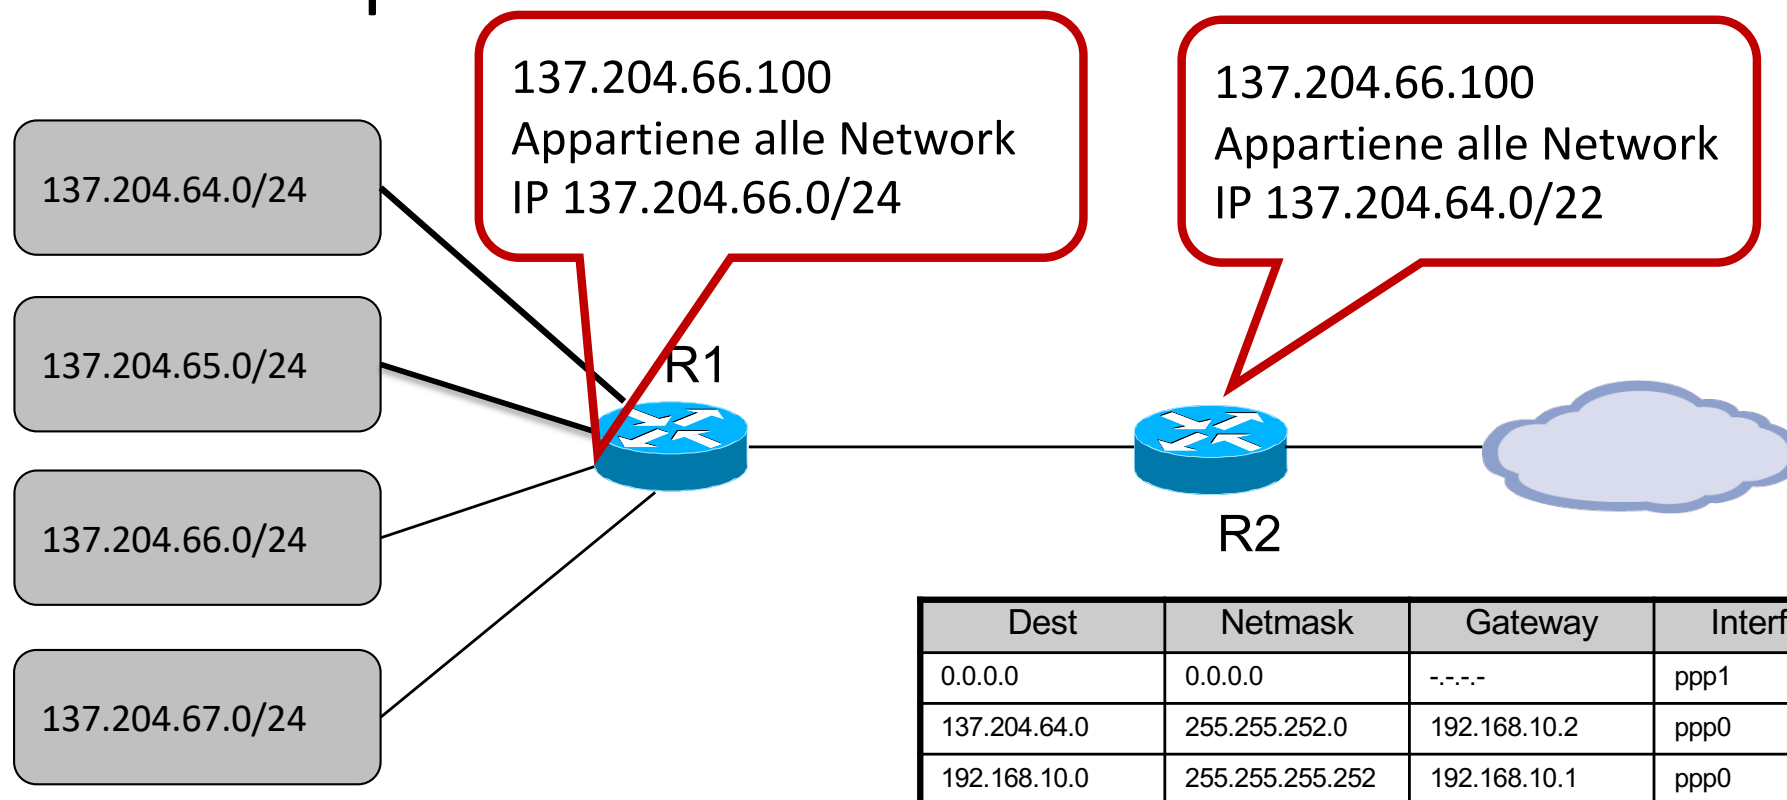 137.204.66.100
Appartiene alle Network
IP 137.204.66.0/24
137.204.66.100
Appartiene alle Network
IP 137.204.64.0/22
137.204.64.0/24
137.204.65.0/24
137.204.66.0/24
137.204.67.0/24
R1
R2
Dest Netmask Gateway Interf
0.0.0.0 0.0.0.0 -.-.-.- ppp1
137.204.64.0 255.255.252.0 192.168.10.2 ppp0
192.168.10.0 255.255.255.252 192.168.10.1 ppp0